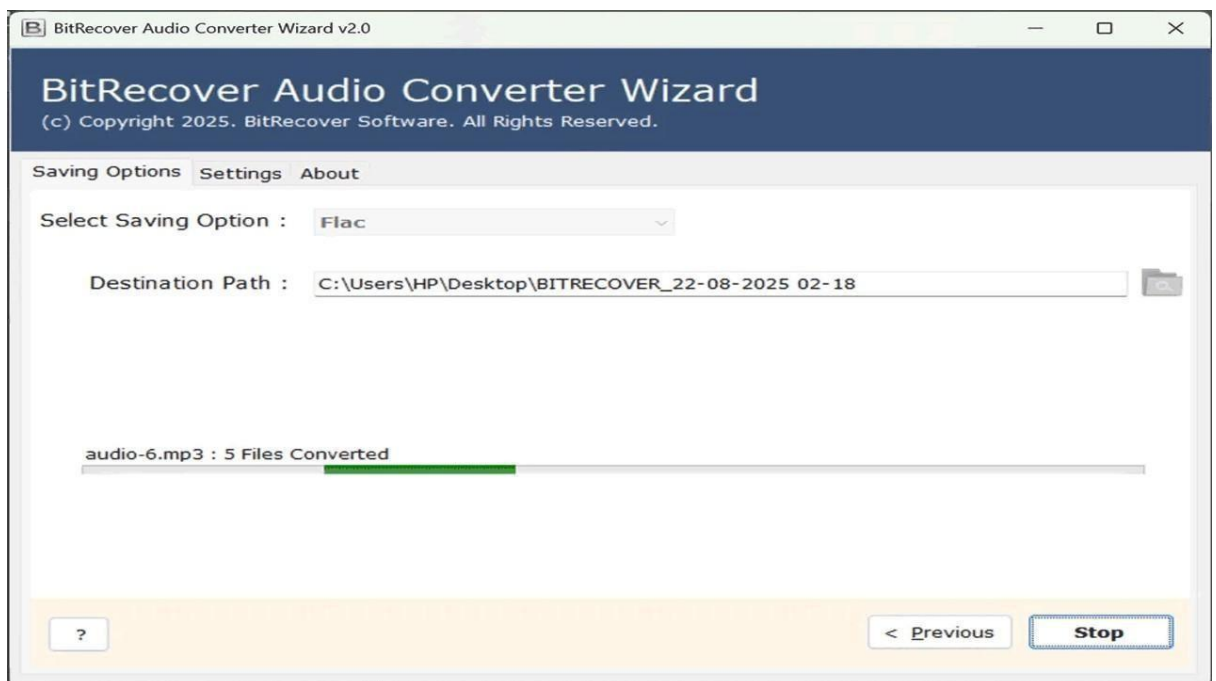 BitRecover Audio Converter Wizard v2.0
BitRecover Audio Converter Wizard
(c) Copyright 2025. BitRecover Software. All Rights Reserved.
Saving Options Settings About
Select Saving Option : Flac
Destination Path : C:\Users\HP\Desktop\BITRECOVER_22-08-2025 02-18
audio-6.mp3 : 5 Files Converted
? < Previous Stop